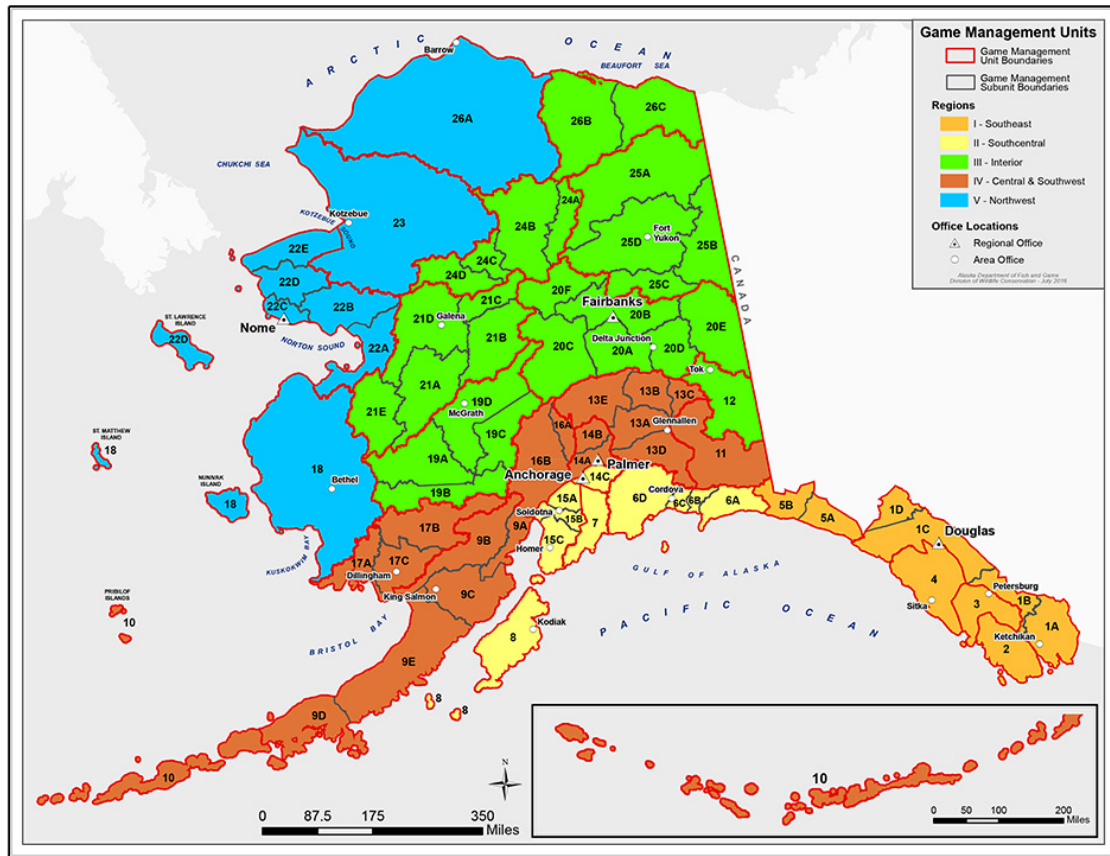 Game Management Units
Game Management
Unit Boundaries
Game Management
Subunit Boundaries
Regions
I - Southeast
II - Southcentral
III - Interior
IV - Central & Southwest
V - Northwest
Office Locations
Regional Office
Area Office
Alaska Department of Fish and Game
Division of Wildlife Conservation - July 2016
ARCTIC OCEAN
BEAUFORT SEA
Barrow
26A
26B
26C
CHUKCHI SEA
25A
24A
23
24B
Kotzebue
KOTZEBUE SOUND
Fort
Yukon
25D
25B
CANADA
22E
24C
24D
22D
20F
25C
21C
22C
22B
Fairbanks
20B
21D
Galena
Nome
ST. LAWRENCE
ISLAND
22D
NORTON SOUND
22A
21B
20C
Delta Junction
20A
20D
20E
21A
Tok
21E
19D
McGrath
13E
13B
13C
12
ST. MATTHEW
ISLAND
18
19C
16A
14B
13A
Glennallen
18
19A
16B
14A
Palmer
13D
11
NUNIVAK
ISLAND
18
Bethel
19B
Anchorage
14C
Cordova
6D
6C
6B
6A
5B
5A
1D
1C
Douglas
15A
Soldotna
15B
7
17B
9A
9B
15C
Homer
KUSKOKWIM BAY
17A
17C
Dillingham
King Salmon
9C
GULF OF ALASKA
4
Petersburg
Sitka
3
1B
1A
PRIBILOF
ISLANDS
10
BRISTOL BAY
8
Kodiak
PACIFIC OCEAN
Ketchikan
2
9E
8
8
9D
10
N
0 87.5 175 350
Miles
10
0 50 100 200
Miles